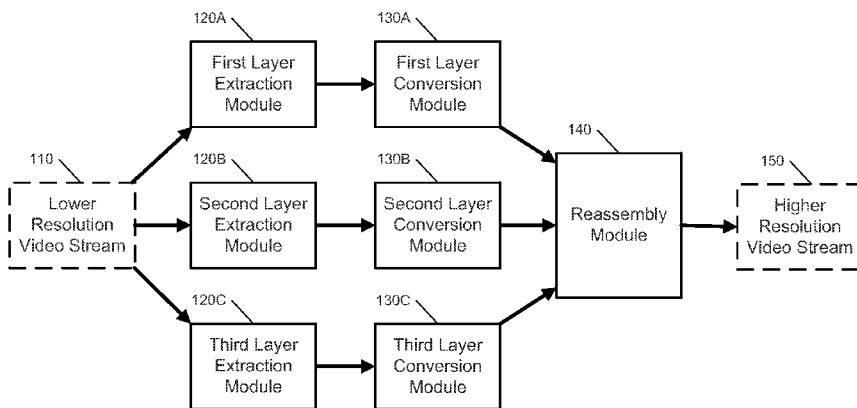 120A
First Layer
Extraction
Module
130A
First Layer
Conversion
Module
110
Lower
Resolution
Video Stream
120B
Second Layer
Extraction
Module
130B
Second Layer
Conversion
Module
140
Reassembly
Module
150
Higher
Resolution
Video Stream
120C
Third Layer
Extraction
Module
130C
Third Layer
Conversion
Module